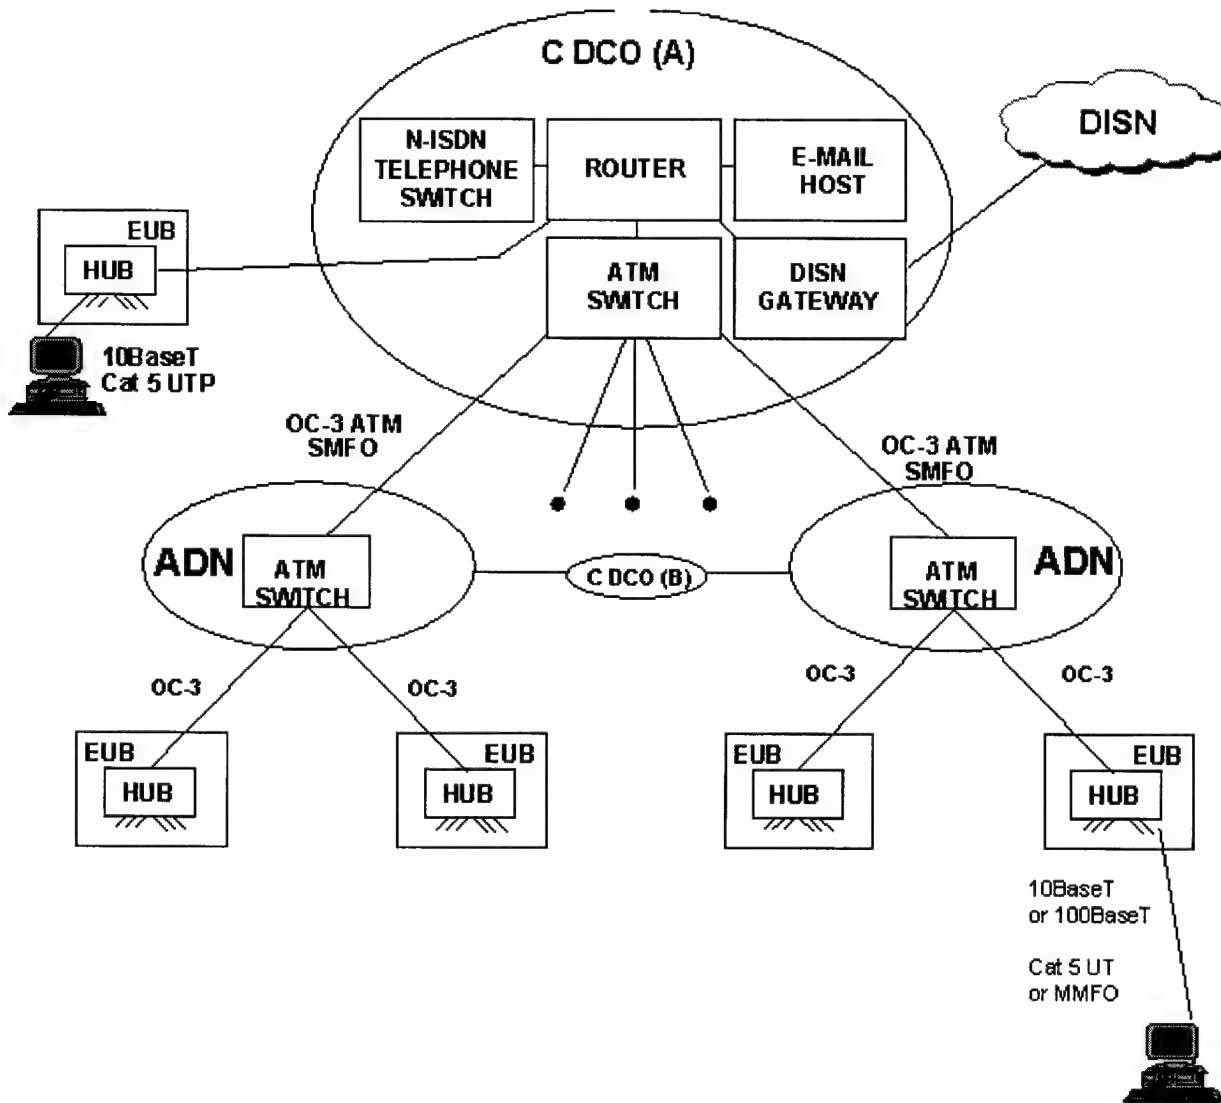 C DCO (A)
DISN
N-ISDN
TELEPHONE
SWITCH
ROUTER
E-MAIL
HOST
EUB
HUB
ATM
SWITCH
DISN
GATEWAY
10BaseT
Cat 5 UTP
OC-3 ATM
SMFO
OC-3 ATM
SMFO
ADN
ATM
SWITCH
C DCO (B)
ATM
SWITCH
ADN
OC-3
OC-3
OC-3
OC-3
EUB
HUB
EUB
HUB
EUB
HUB
EUB
HUB
10BaseT
or 100BaseT
Cat 5 UT
or MMFO